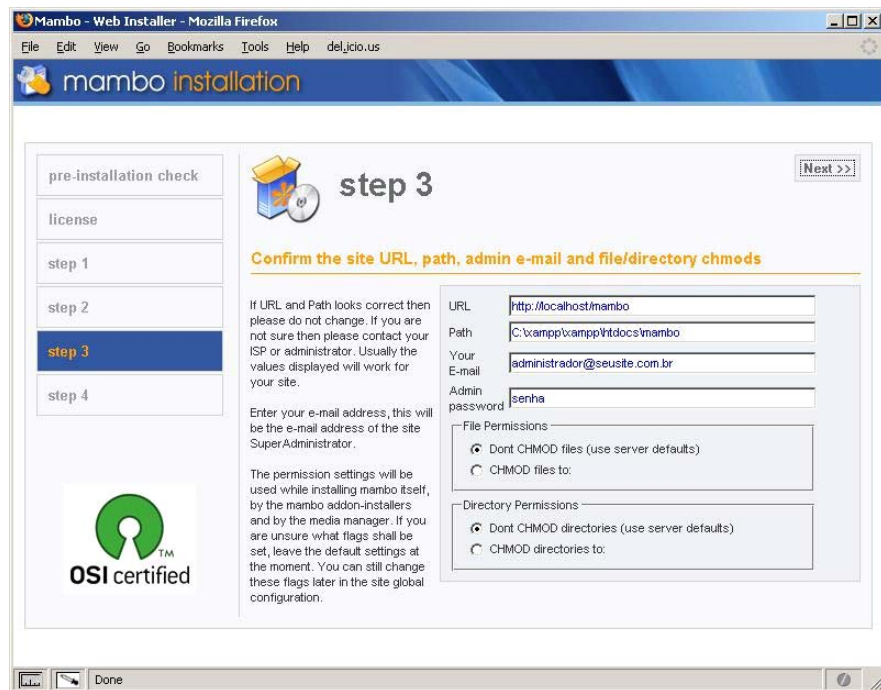 Mambo - Web Installer - Mozilla Firefox
File Edit View Go Bookmarks Tools Help del.icio.us
mambo installation
pre-installation check
license
step 1
step 2
step 3
step 4
OSI certified
TM
step 3
Next >>
Confirm the site URL, path, admin e-mail and file/directory chmods
If URL and Path looks correct then
please do not change. If you are
not sure then please contact your
ISP or administrator. Usually the
values displayed will work for
your site.
Enter your e-mail address, this will
be the e-mail address of the site
SuperAdministrator.
The permission settings will be
used while installing mambo itself,
by the mambo addon-installers
and by the media manager. If you
are unsure what flags shall be
set, leave the default settings at
the moment. You can still change
these flags later in the site global
configuration.
URL http://localhost/mambo
Path C:\xampp\xampp\htdocs\mambo
Your
E-mail administrador@seusite.com.br
Admin
password senha
File Permissions
Dont CHMOD files (use server defaults)
CHMOD files to:
Directory Permissions
Dont CHMOD directories (use server defaults)
CHMOD directories to:
Done